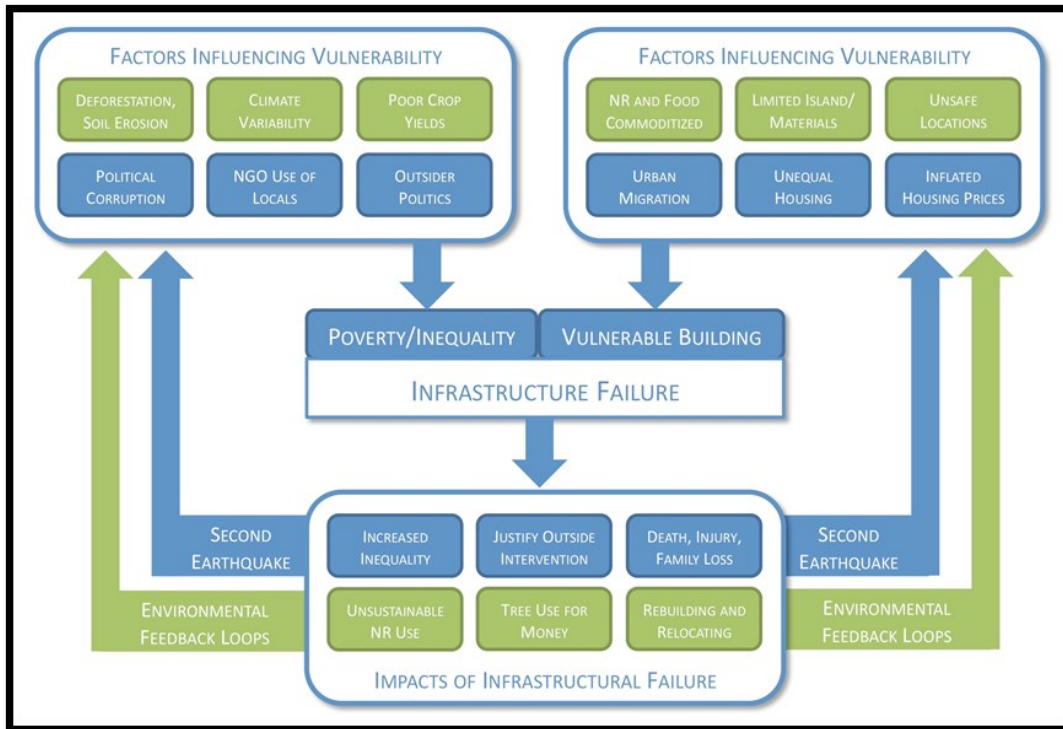 FACTORS INFLUENCING VULNERABILITY
DEFORESTATION,
SOIL EROSION
CLIMATE
VARIABILITY
POOR CROP
YIELDS
POLITICAL
CORRUPTION
NGO USE OF
LOCALS
OUTSIDER
POLITICS
FACTORS INFLUENCING VULNERABILITY
NR AND FOOD
COMMODITIZED
LIMITED ISLAND/
MATERIALS
UNSAFE
LOCATIONS
URBAN
MIGRATION
UNEQUAL
HOUSING
INFLATED
HOUSING PRICES
POVERTY/INEQUALITY
VULNERABLE BUILDING
INFRASTRUCTURE FAILURE
SECOND
EARTHQUAKE
ENVIRONMENTAL
FEEDBACK LOOPS
INCREASED
INEQUALITY
JUSTIFY OUTSIDE
INTERVENTION
DEATH, INJURY,
FAMILY LOSS
UNSUSTAINABLE
NR USE
TREE USE FOR
MONEY
REBUILDING AND
RELOCATING
IMPACTS OF INFRASTRUCTURAL FAILURE
SECOND
EARTHQUAKE
ENVIRONMENTAL
FEEDBACK LOOPS